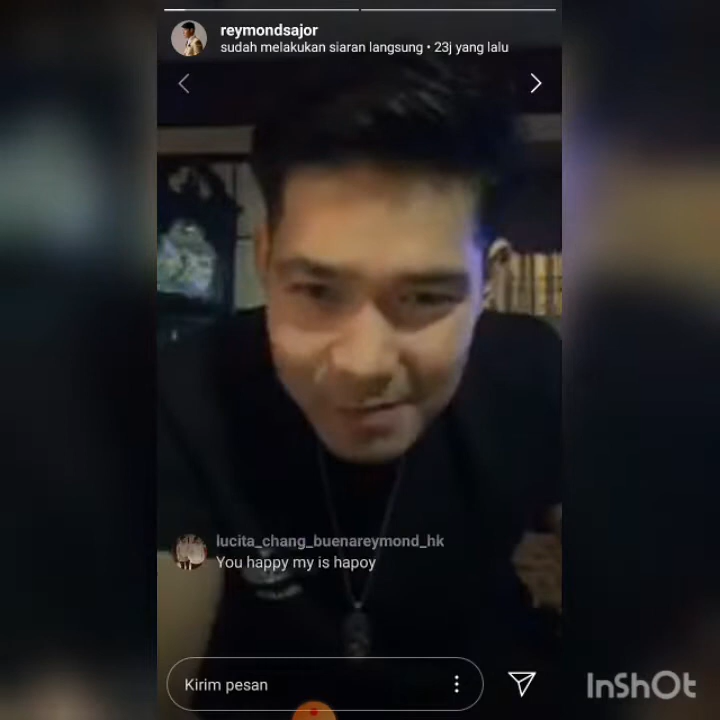 reymondsajor
sudah melakukan siaran langsung • 23j yang lalu
lucita_chang_buenareymond_hk
You happy my is hapoy
Kirim pesan
InShOt